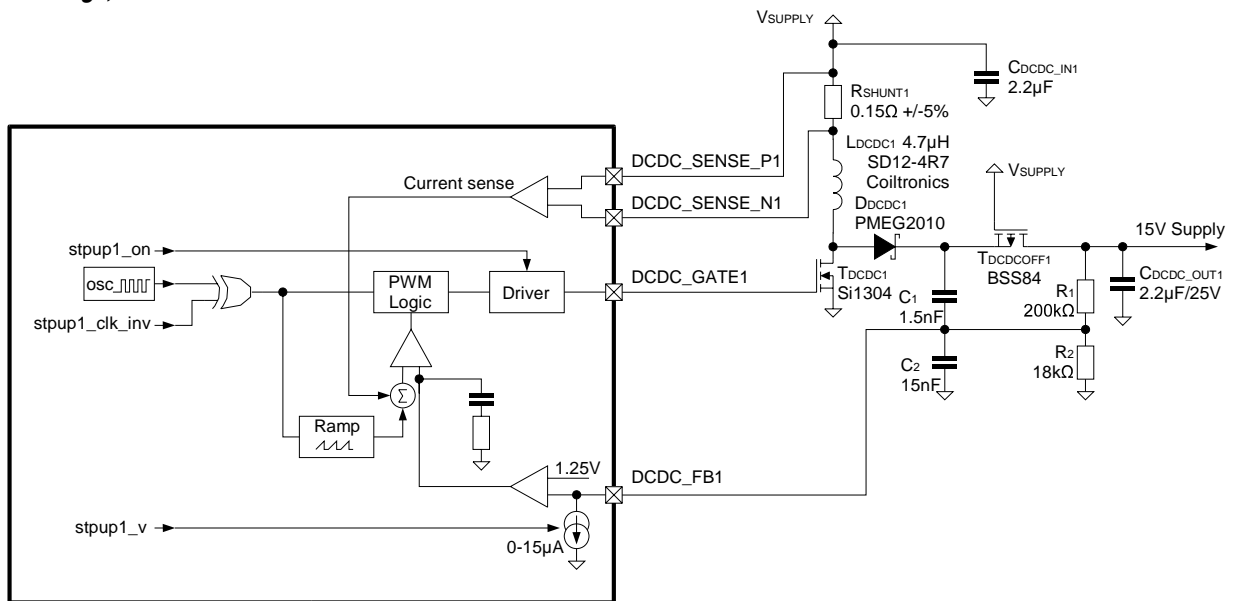 VSUPPLY
CDCDC_IN1
2.2µF
RSHUNT1
0.15Ω +/-5%
LDCDC1 4.7µH
SD12-4R7
Coiltronics
DCDC_SENSE_P1
Current sense
DCDC_SENSE_N1
VSUPPLY
DDCDC1
PMEG2010
15V Supply
TDCDCOFF1
BSS84
stpup1_on
osc
PWM
Logic
Driver
DCDC_GATE1
TDCDC1
Si1304
C1
1.5nF
R1
200kΩ
CDCDC_OUT1
2.2µF/25V
stpup1_clk_inv
C2
15nF
R2
18kΩ
Σ
Ramp
1.25V
DCDC_FB1
stpup1_v
0-15µA